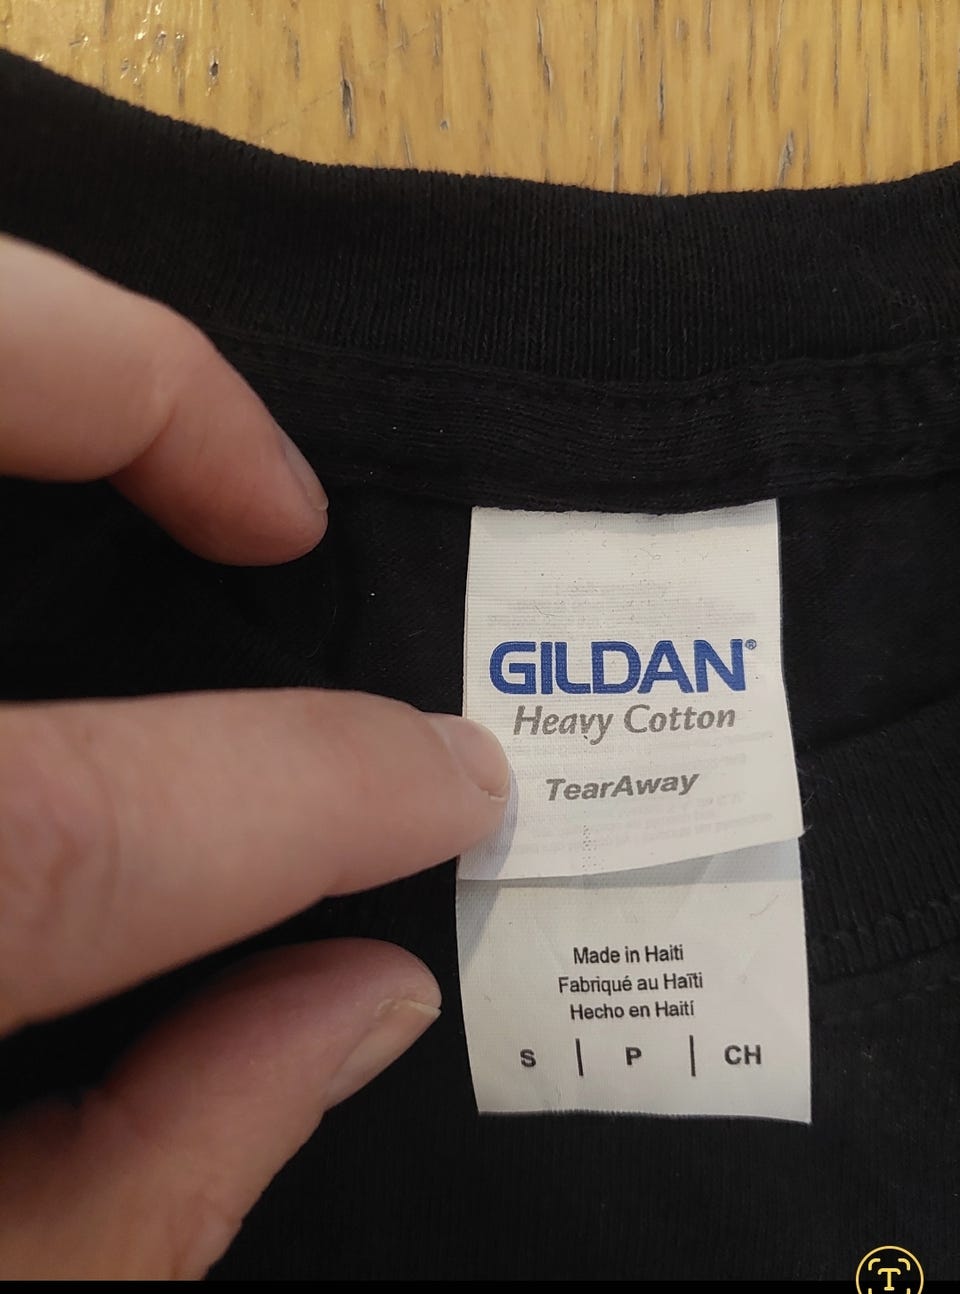 GILDAN®
Heavy Cotton
TearAway
Made in Haiti
Fabriqué au Haïti
Hecho en Haití
S | P | CH
T